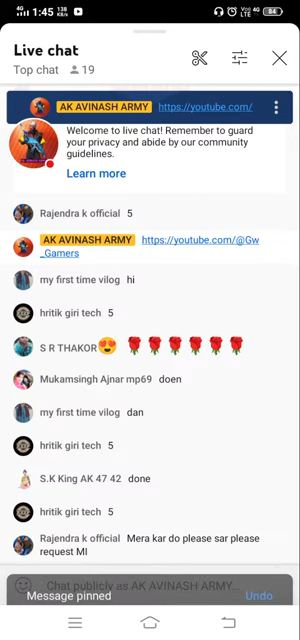 4G 1:45 138 KB/S
Vo) 4G LTE 84
Live chat
Top chat 19
AK AVINASH ARMY https://youtube.com/
Welcome to live chat! Remember to guard
your privacy and abide by our community
guidelines.
Learn more
Rajendra k official 5
AK AVINASH ARMY https://youtube.com/@Gw
_Gamers
my first time vilog hi
hritik giri tech 5
S R THAKOR😍 🌹🌹🌹🌹🌹🌹
Mukamsingh Ajnar mp69 doen
my first time vilog dan
hritik giri tech 5
S.K King AK 47 42 done
hritik giri tech 5
Rajendra k official Mera kar do please sar please
request MI
Chat publicly as AK AVINASH ARMY...
Message pinned Undo